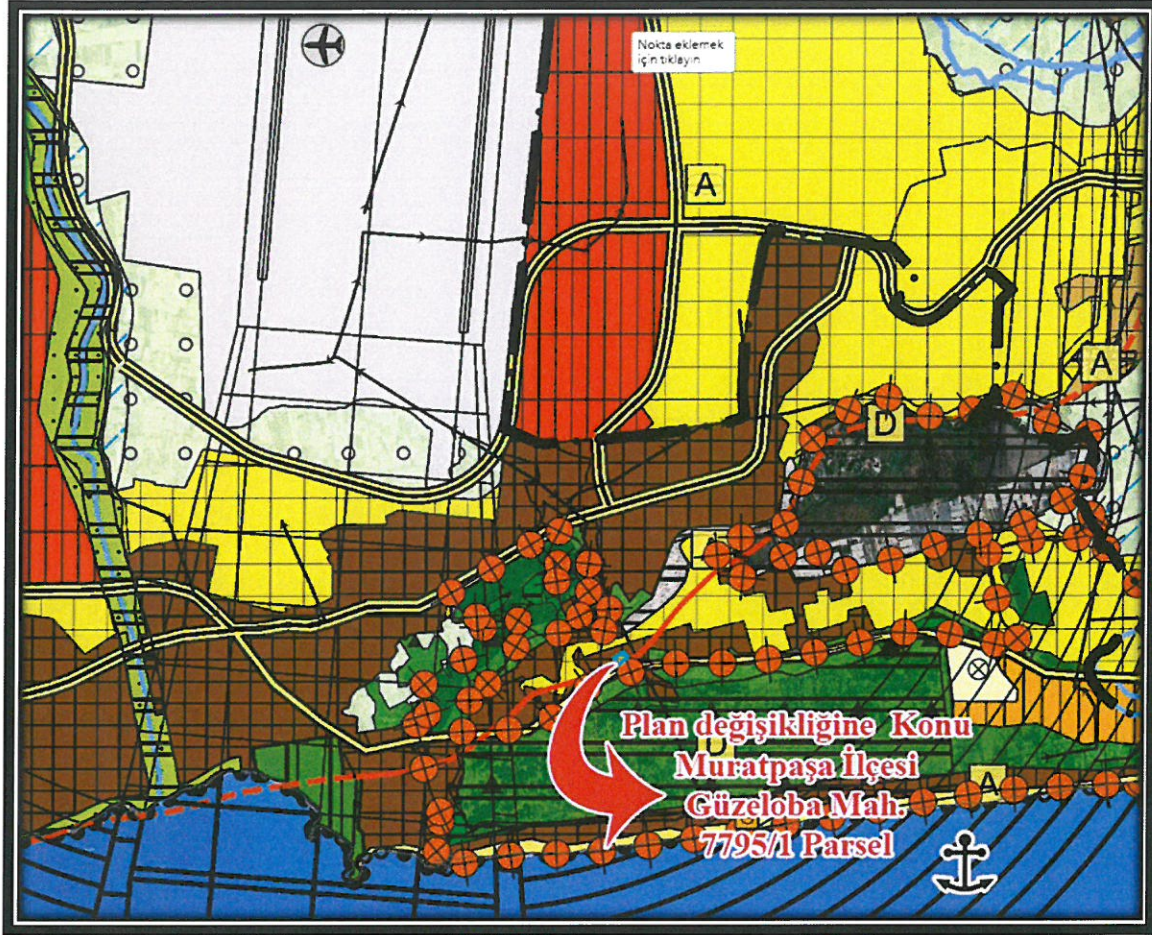 Nokta eklemek
için tıklayın
A
A
D
Plan değişikliğine Konu
D
Muratpaşa İlçesi
A
Güzeloba Mah.
7795/1 Parsel